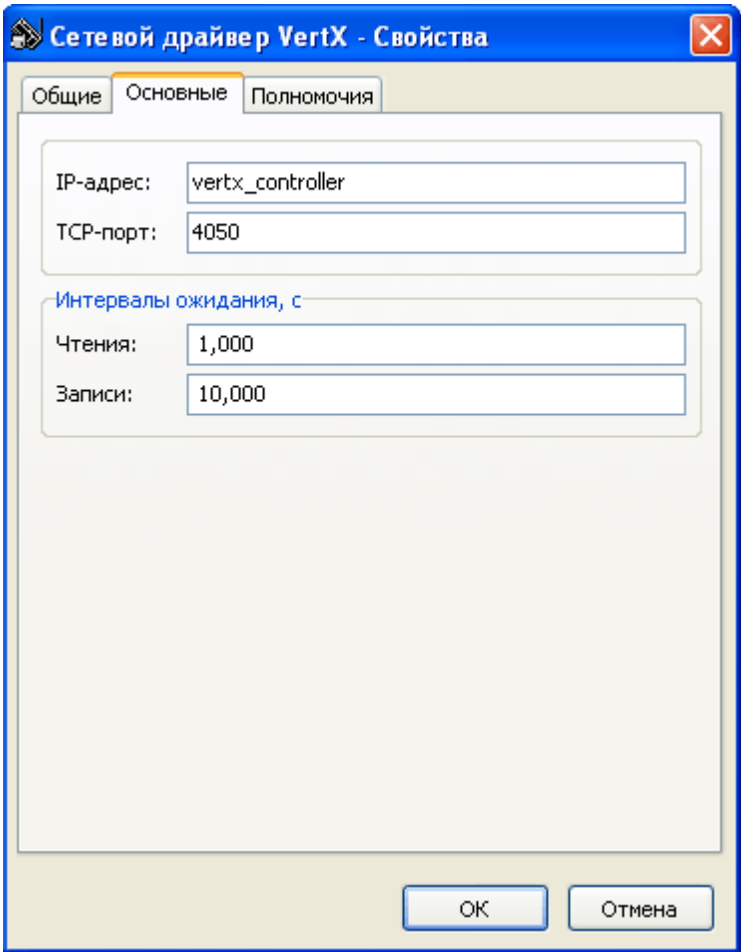 Сетевой драйвер VertX - Свойства
Общие Основные Полномочия
IP-адрес: vertx_controller
TCP-порт: 4050
Интервалы ожидания, с
Чтения: 1,000
Записи: 10,000
ОК Отмена